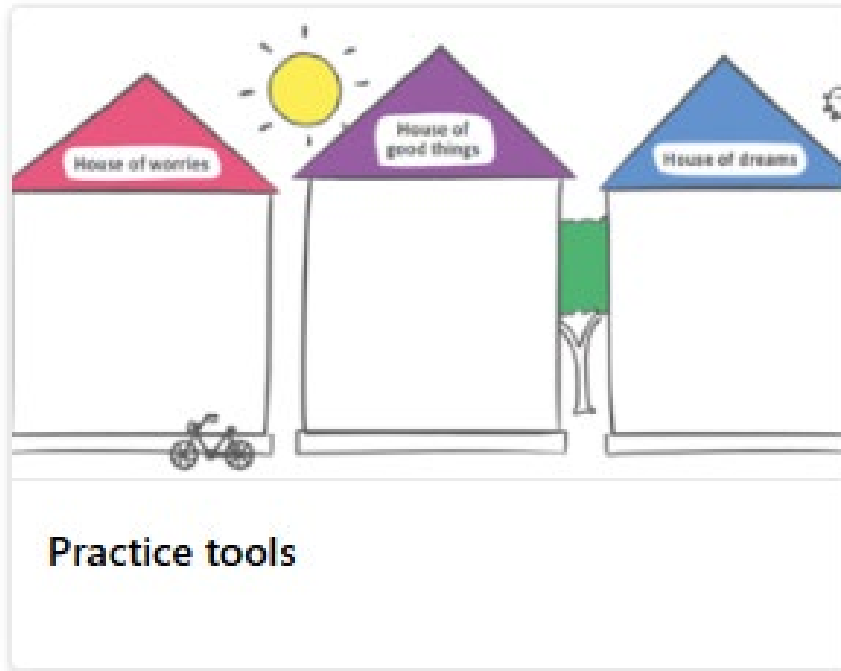 House of worries
House of
good things
House of dreams
Practice tools